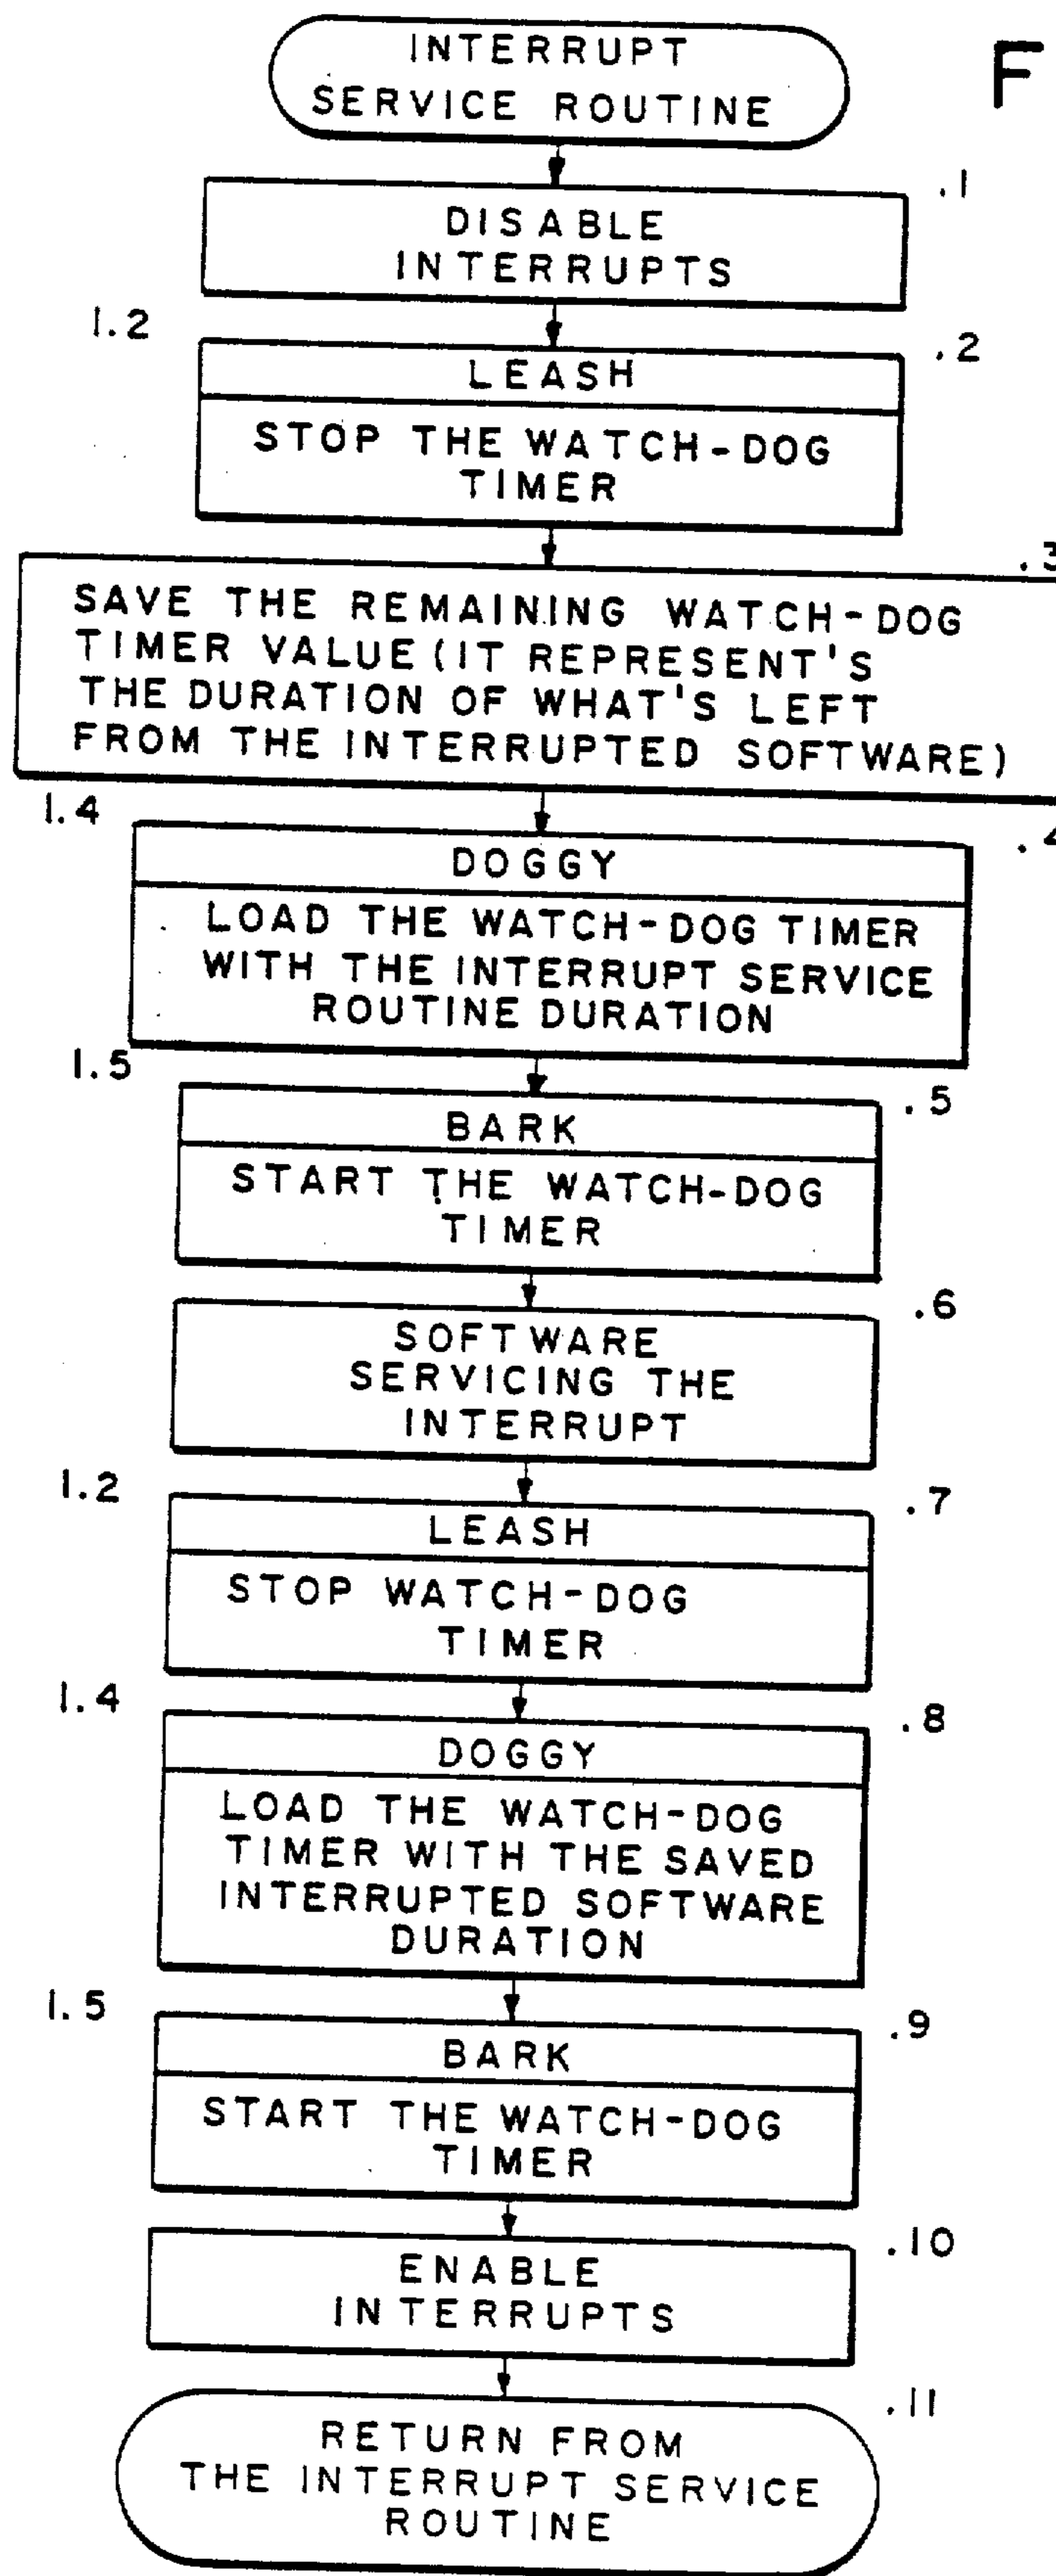 INTERRUPT
SERVICE ROUTINE
F
.1
DISABLE
INTERRUPTS
1.2
.2
LEASH
STOP THE WATCH-DOG
TIMER
.3
SAVE THE REMAINING WATCH-DOG
TIMER VALUE (IT REPRESENT'S
THE DURATION OF WHAT'S LEFT
FROM THE INTERRUPTED SOFTWARE)
1.4
.4
DOGGY
LOAD THE WATCH-DOG TIMER
WITH THE INTERRUPT SERVICE
ROUTINE DURATION
1.5
.5
BARK
START THE WATCH-DOG
TIMER
.6
SOFTWARE
SERVICING THE
INTERRUPT
1.2
.7
LEASH
STOP WATCH-DOG
TIMER
1.4
.8
DOGGY
LOAD THE WATCH-DOG
TIMER WITH THE SAVED
INTERRUPTED SOFTWARE
DURATION
1.5
.9
BARK
START THE WATCH-DOG
TIMER
.10
ENABLE
INTERRUPTS
.11
RETURN FROM
THE INTERRUPT SERVICE
ROUTINE